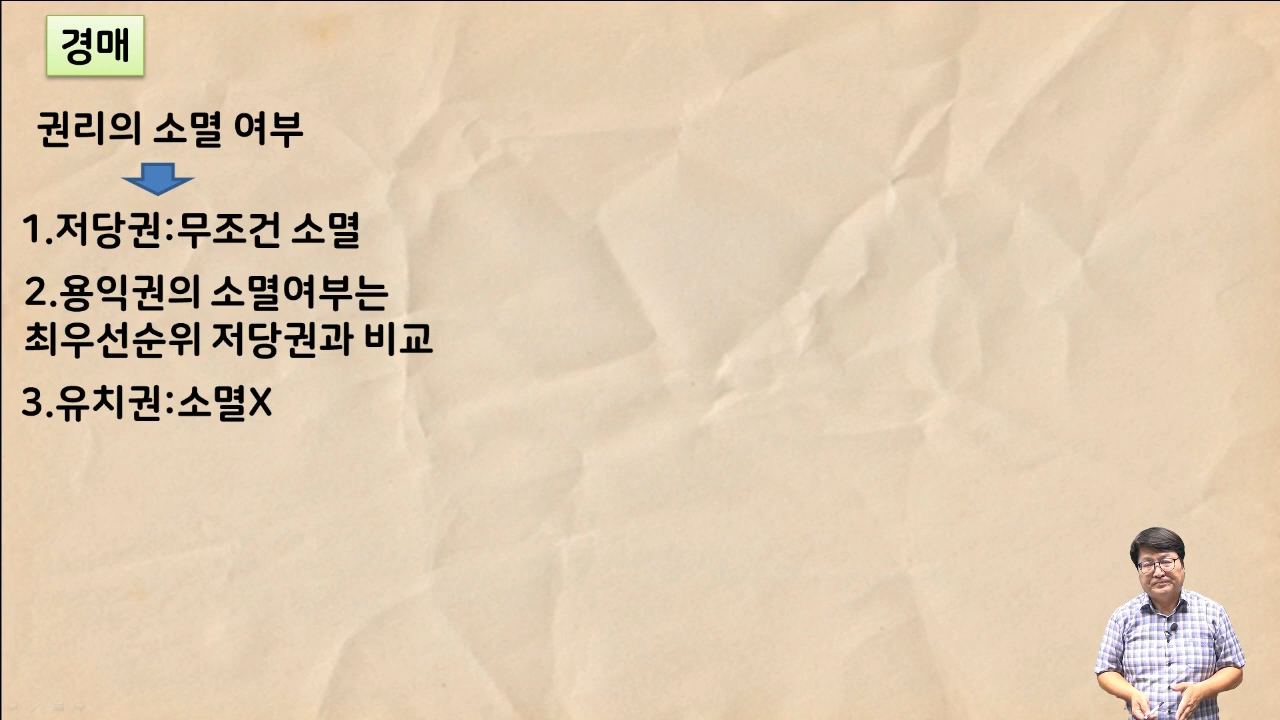 경매
권리의 소멸 여부
1.저당권:무조건 소멸
2.용익권의 소멸여부는
최우선순위 저당권과 비교
3.유치권:소멸X